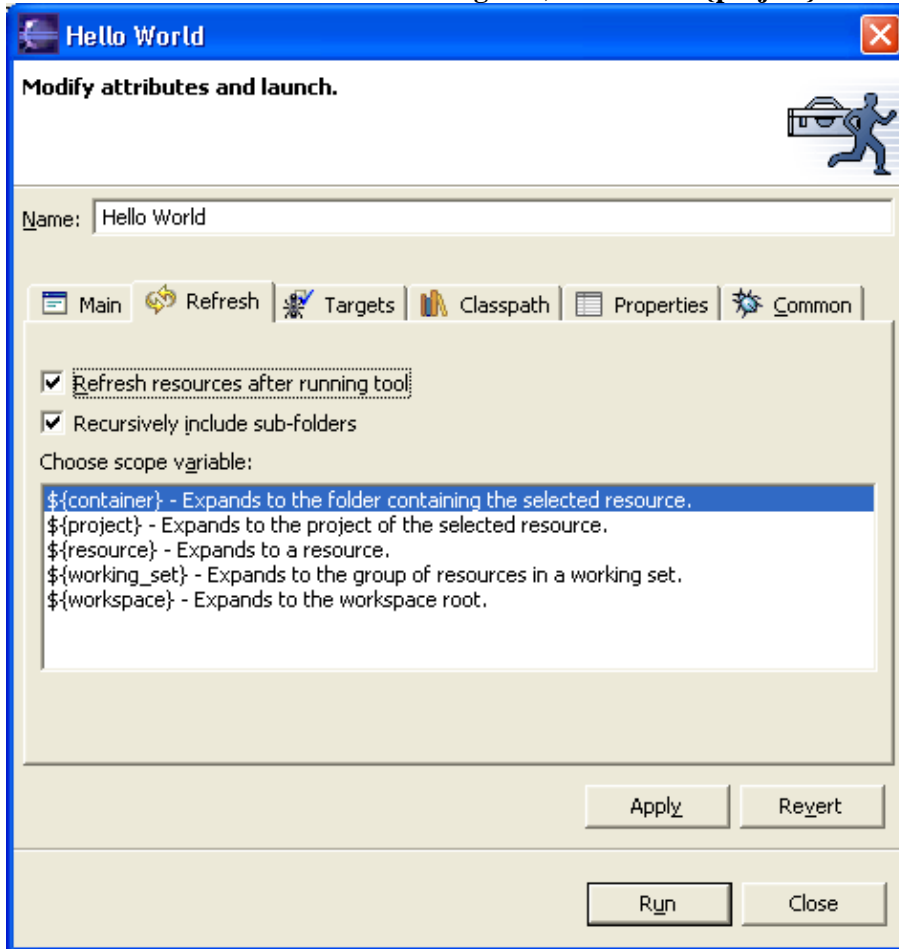 Hello World
Modify attributes and launch.
Name: Hello World
Main Refresh Targets Classpath Properties Common
Refresh resources after running tool
Recursively include sub-folders
Choose scope variable:
${container} - Expands to the folder containing the selected resource.
${project} - Expands to the project of the selected resource.
${resource} - Expands to a resource.
${working_set} - Expands to the group of resources in a working set.
${workspace} - Expands to the workspace root.
Apply Revert
Run Close